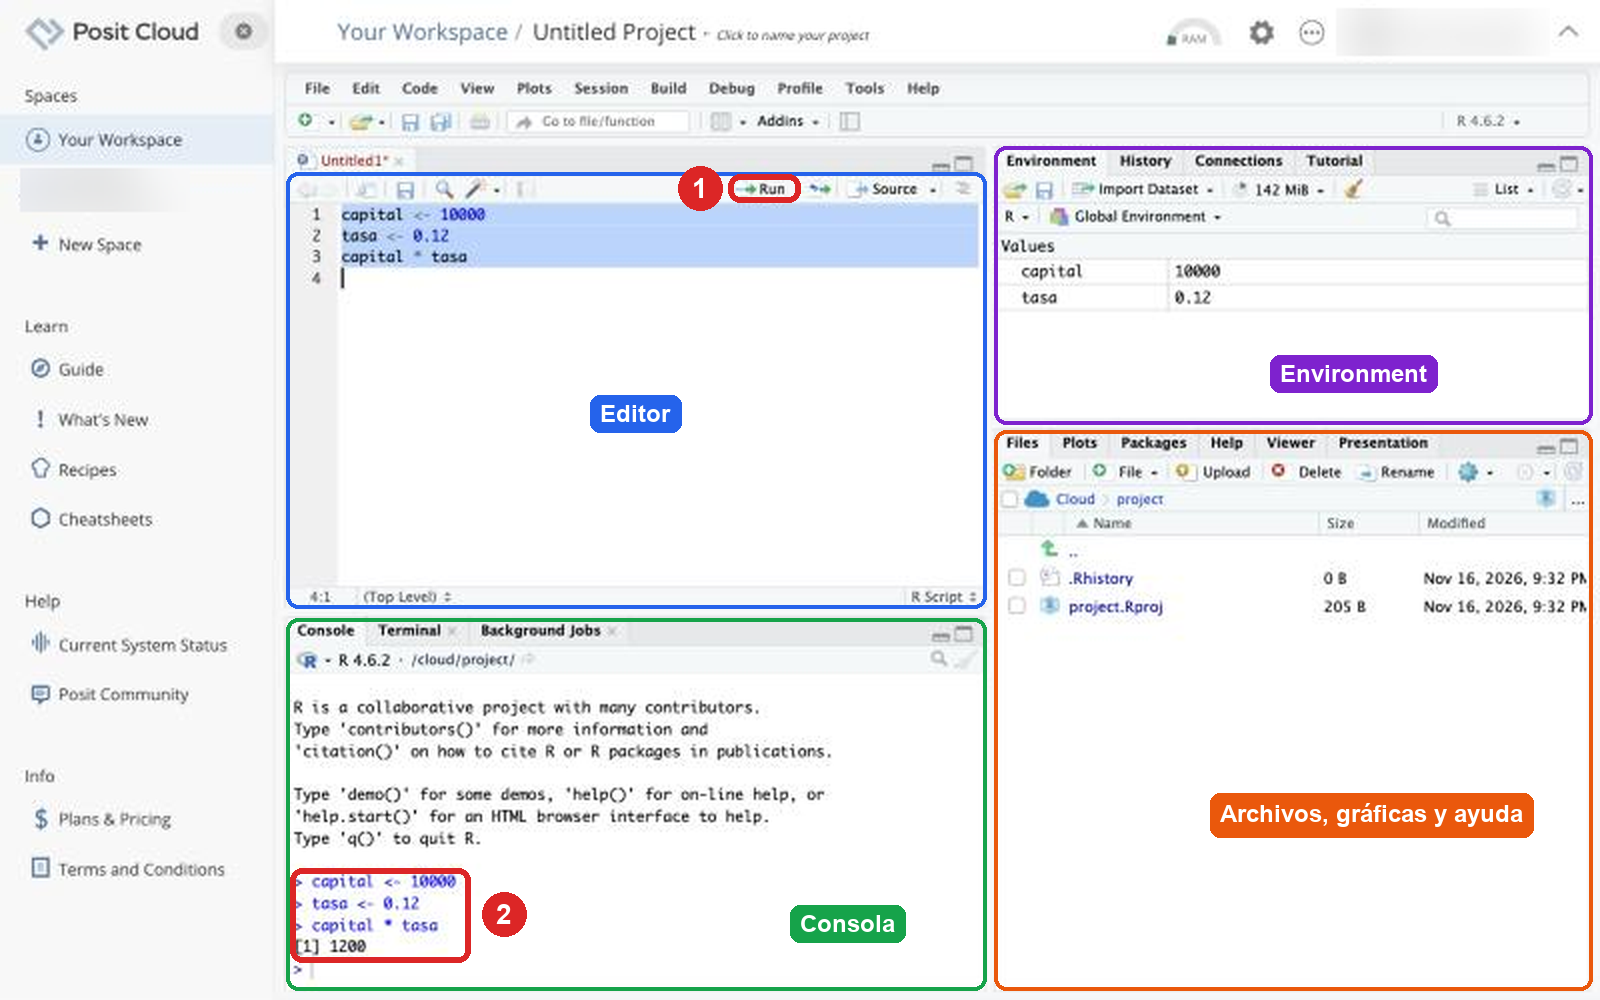 Posit Cloud
Your Workspace / Untitled Project - Click to name your project
RAM
Spaces
Your Workspace
New Space
Learn
Guide
What's New
Recipes
Cheatsheets
Help
Current System Status
Posit Community
Info
Plans & Pricing
Terms and Conditions
File Edit Code View Plots Session Build Debug Profile Tools Help
Go to file/function Addins R 4.6.2
Untitled1*
1 Run Source
1 capital <- 10000
2 tasa <- 0.12
3 capital * tasa
4
Editor
4:1 (Top Level) R Script
Console Terminal Background Jobs
R 4.6.2 · /cloud/project/
R is a collaborative project with many contributors.
Type 'contributors()' for more information and
'citation()' on how to cite R or R packages in publications.
Type 'demo()' for some demos, 'help()' for on-line help, or
'help.start()' for an HTML browser interface to help.
Type 'q()' to quit R.
> capital <- 10000
> tasa <- 0.12
> capital * tasa
[1] 1200
>
2
Consola
Environment History Connections Tutorial
Import Dataset 142 MiB List
R Global Environment
Values
capital 10000
tasa 0.12
Environment
Files Plots Packages Help Viewer Presentation
Folder File Upload Delete Rename
Cloud project ...
Name Size Modified
..
.Rhistory 0 B Nov 16, 2026, 9:32 PM
project.Rproj 205 B Nov 16, 2026, 9:32 PM
Archivos, gráficas y ayuda